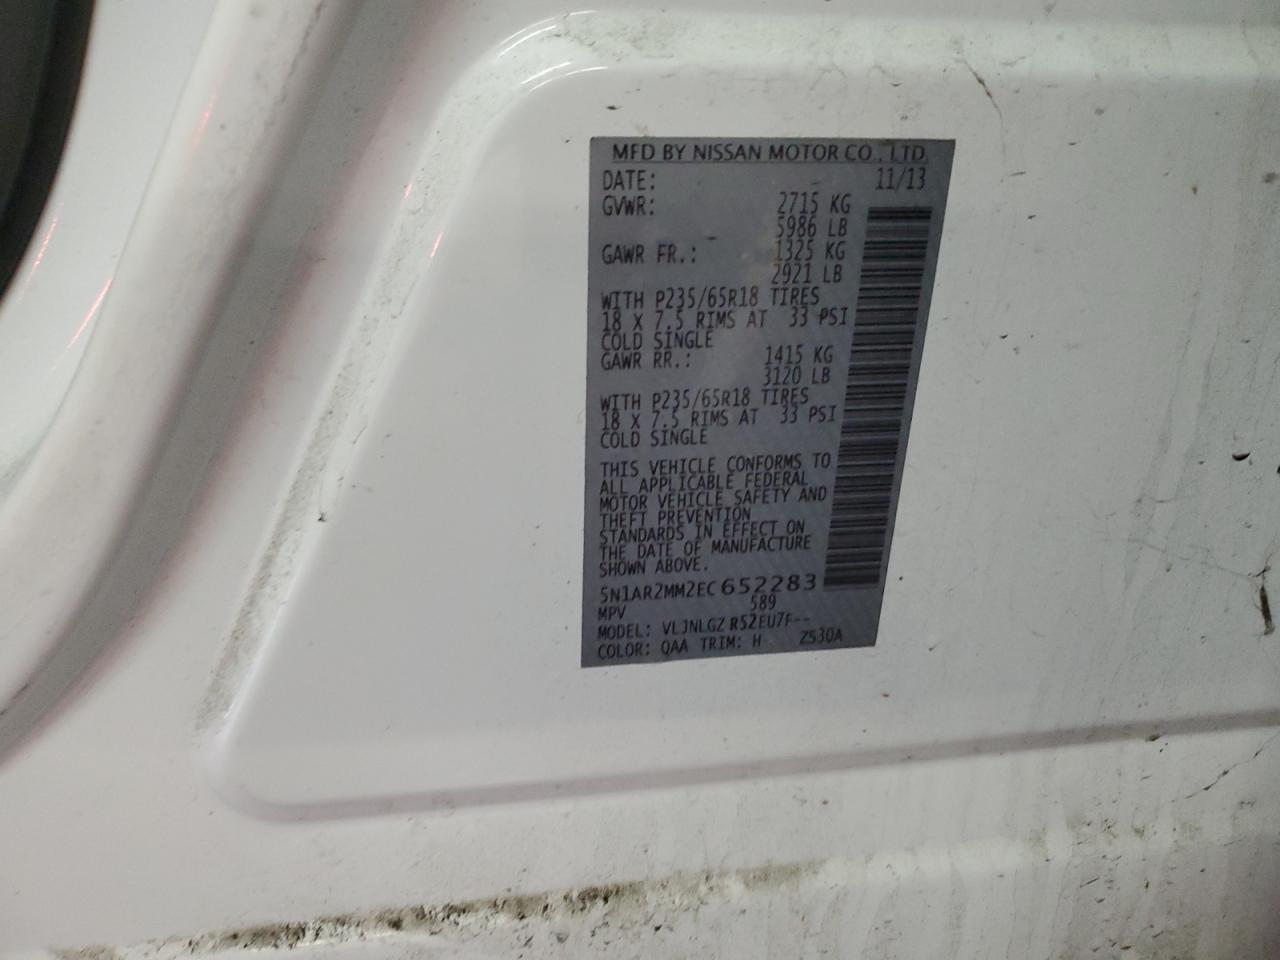 MFD BY NISSAN MOTOR CO., LTD.
DATE: 11/13
GVWR: 2715 KG
5986 LB
GAWR FR.: 1325 KG
2921 LB
WITH P235/65R18 TIRES
18 X 7.5 RIMS AT 33 PSI
COLD SINGLE
GAWR RR.: 1415 KG
3120 LB
WITH P235/65R18 TIRES
18 X 7.5 RIMS AT 33 PSI
COLD SINGLE
THIS VEHICLE CONFORMS TO
ALL APPLICABLE FEDERAL
MOTOR VEHICLE SAFETY AND
THEFT PREVENTION
STANDARDS IN EFFECT ON
THE DATE OF MANUFACTURE
SHOWN ABOVE.
5N1AR2MM2EC652283
MPV 589
MODEL: VLJNLGZ R52EU7F--
COLOR: QAA TRIM: H ZS30A